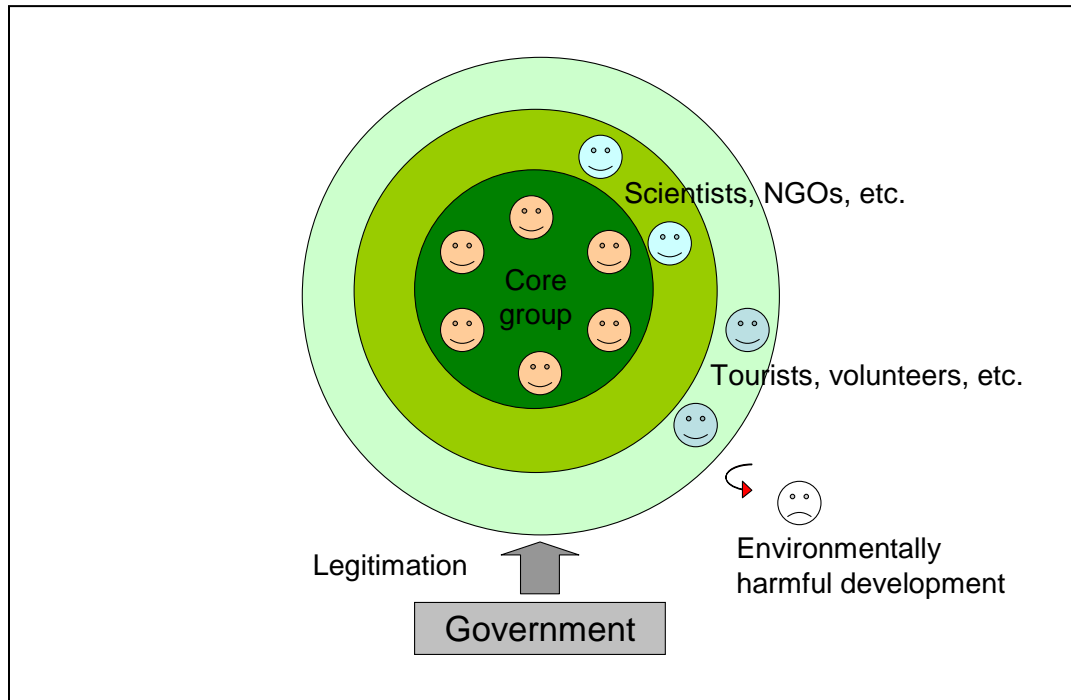 Scientists, NGOs, etc.
Core
group
Tourists, volunteers, etc.
Environmentally
harmful development
Legitimation
Government